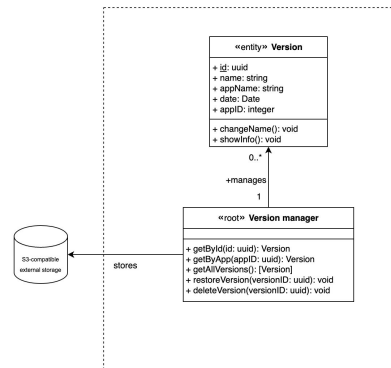 «entity» Version
+ id: uuid
+ name: string
+ appName: string
+ date: Date
+ appID: integer
+ changeName(): void
+ showInfo(): void
0..*
+manages
1
«root» Version manager
+ getById(id: uuid): Version
+ getByApp(appID: uuid): Version
+ getAllVersions(): [Version]
+ restoreVersion(versionID: uuid): void
+ deleteVersion(versionID: uuid): void
S3-compatible
external storage
stores